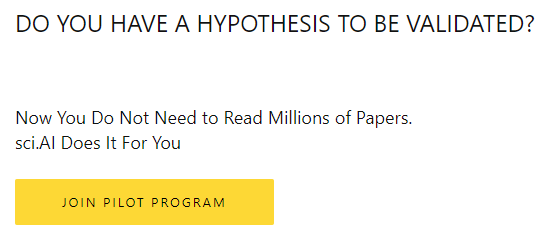 DO YOU HAVE A HYPOTHESIS TO BE VALIDATED?
Now You Do Not Need to Read Millions of Papers.
sci.AI Does It For You
JOIN PILOT PROGRAM